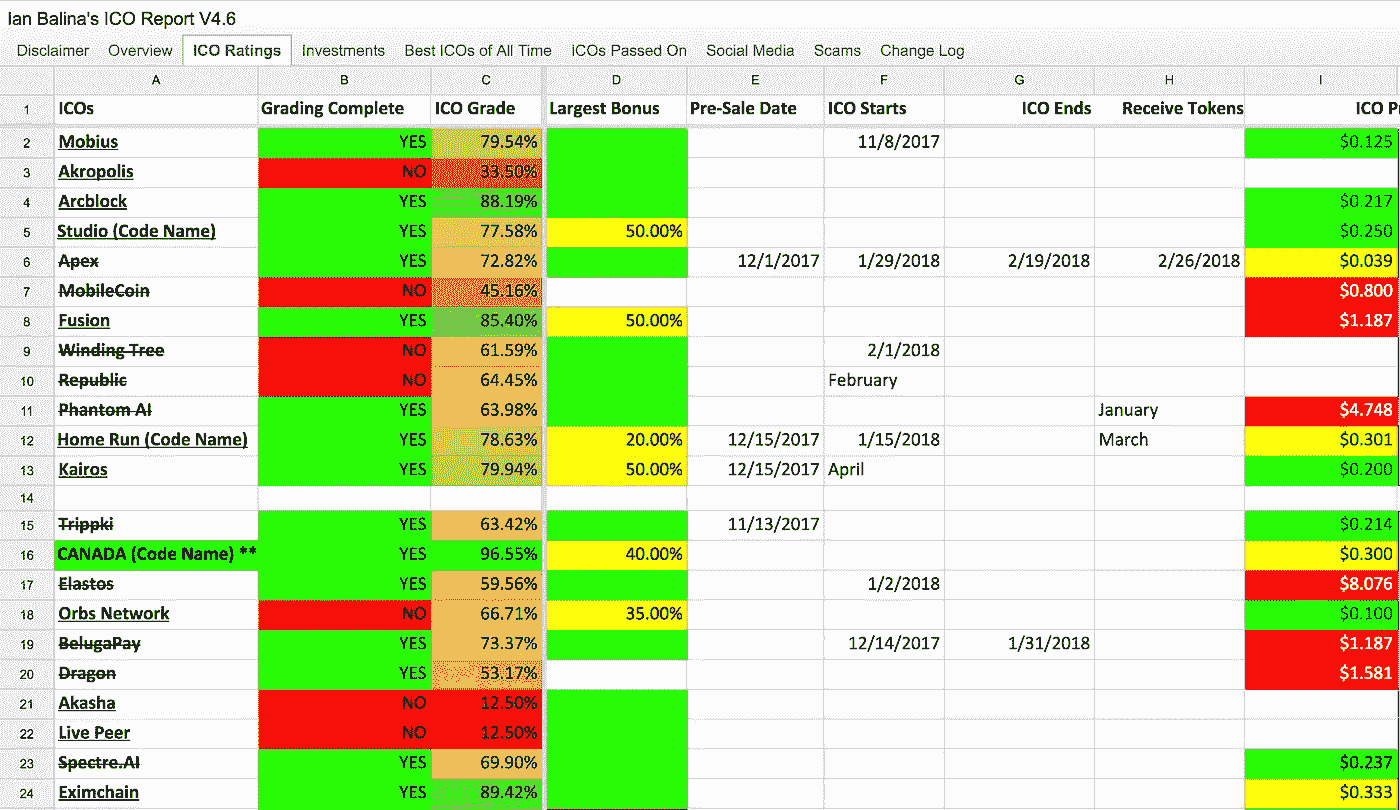 Ian Balina's ICO Report V4.6
Disclaimer Overview ICO Ratings Investments Best ICOs of All Time ICOs Passed On Social Media Scams Change Log
A B C D E F G H I
1 ICOs Grading Complete ICO Grade Largest Bonus Pre-Sale Date ICO Starts ICO Ends Receive Tokens ICO
2 Mobius YES 79.54% 11/8/2017 $0.125
3 Akropolis NO 33.50%
4 Arcblock YES 88.19% $0.217
5 Studio (Code Name) YES 77.58% 50.00% $0.250
6 Apex YES 72.82% 12/1/2017 1/29/2018 2/19/2018 2/26/2018 $0.039
7 MobileCoin NO 45.16% $0.800
8 Fusion YES 85.40% 50.00% $1.187
9 Winding Tree NO 61.59% 2/1/2018
10 Republic NO 64.45% February
11 Phantom AI YES 63.98% January $4.748
12 Home Run (Code Name) YES 78.63% 20.00% 12/15/2017 1/15/2018 March $0.301
13 Kairos YES 79.94% 50.00% 12/15/2017 April $0.200
14
15 Trippki YES 63.42% 11/13/2017 $0.214
16 CANADA (Code Name) ** YES 96.55% 40.00% $0.300
17 Elastos YES 59.56% 1/2/2018 $8.076
18 Orbs Network NO 66.71% 35.00% $0.100
19 BelugaPay YES 73.37% 12/14/2017 1/31/2018 $1.187
20 Dragon YES 53.17% $1.581
21 Akasha NO 12.50%
22 Live Peer NO 12.50%
23 Spectre.AI YES 69.90% $0.237
24 Eximchain YES 89.42% $0.333